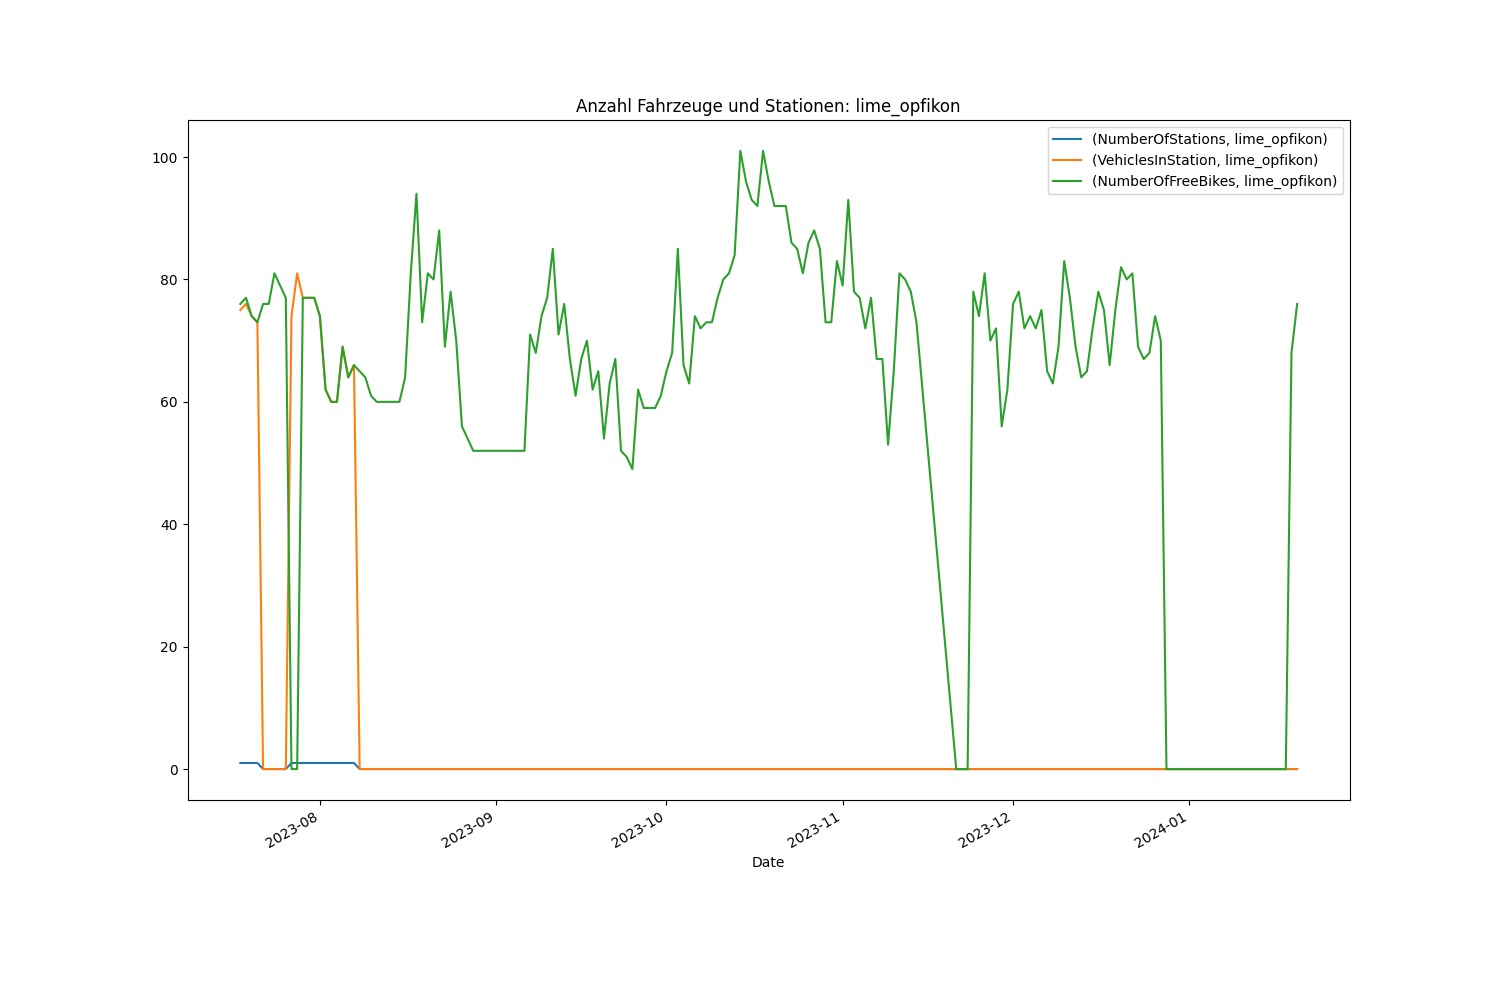 Anzahl Fahrzeuge und Stationen: lime_opfikon
(NumberOfStations, lime_opfikon)
(VehiclesInStation, lime_opfikon)
(NumberOfFreeBikes, lime_opfikon)
100
80
60
40
20
0
2023-08
2023-09
2023-10
2023-11
2023-12
2024-01
Date